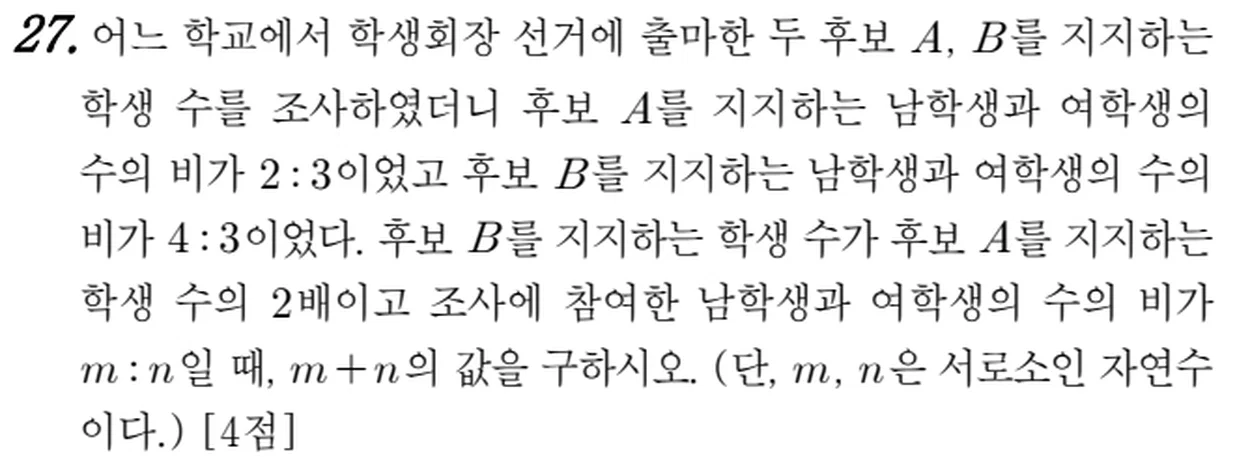 27. 어느 학교에서 학생회장 선거에 출마한 두 후보 A, B를 지지하는
학생 수를 조사하였더니 후보 A를 지지하는 남학생과 여학생의
수의 비가 2:3이었고 후보 B를 지지하는 남학생과 여학생의 수의
비가 4:3이었다. 후보 B를 지지하는 학생 수가 후보 A를 지지하는
학생 수의 2배이고 조사에 참여한 남학생과 여학생의 수의 비가
m:n일 때, m+n의 값을 구하시오. (단, m, n은 서로소인 자연수
이다.) [4점]